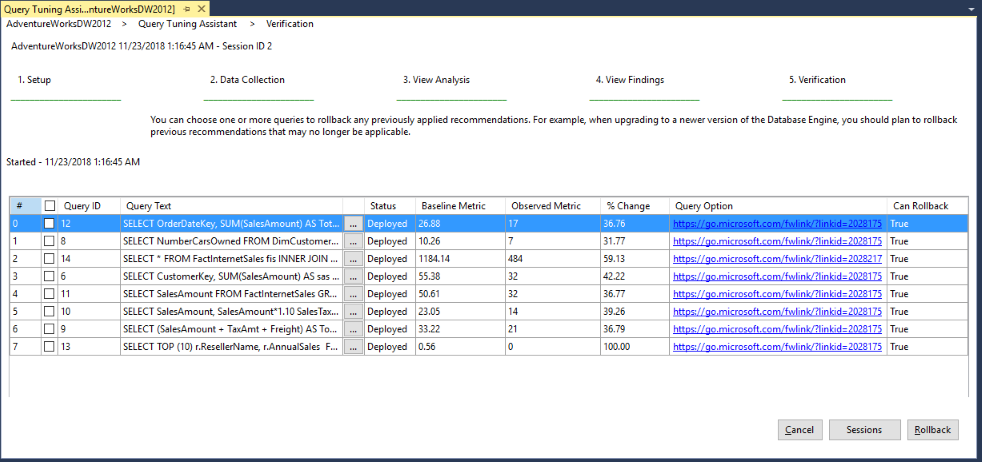 Query Tuning Assi...ntureWorksDW2012]
AdventureWorksDW2012 > Query Tuning Assistant > Verification
AdventureWorksDW2012 11/23/2018 1:16:45 AM - Session ID 2
1. Setup 2. Data Collection 3. View Analysis 4. View Findings 5. Verification
You can choose one or more queries to rollback any previously applied recommendations. For example, when upgrading to a newer version of the Database Engine, you should plan to rollback
previous recommendations that may no longer be applicable.
Started - 11/23/2018 1:16:45 AM
# Query ID Query Text Status Baseline Metric Observed Metric % Change Query Option Can Rollback
0 12 SELECT OrderDateKey, SUM(SalesAmount) AS Tot... ... Deployed 26.88 17 36.76 https://go.microsoft.com/fwlink/?linkid=2028175 True
1 8 SELECT NumberCarsOwned FROM DimCustomer... ... Deployed 10.26 7 31.77 https://go.microsoft.com/fwlink/?linkid=2028175 True
2 14 SELECT * FROM FactInternetSales fis INNER JOIN ... ... Deployed 1184.14 484 59.13 https://go.microsoft.com/fwlink/?linkid=2028217 True
3 6 SELECT CustomerKey, SUM(SalesAmount) AS sas ... ... Deployed 55.38 32 42.22 https://go.microsoft.com/fwlink/?linkid=2028175 True
4 11 SELECT SalesAmount FROM FactInternetSales GR... ... Deployed 50.61 32 36.77 https://go.microsoft.com/fwlink/?linkid=2028175 True
5 10 SELECT SalesAmount, SalesAmount*1.10 SalesTax... ... Deployed 23.05 14 39.26 https://go.microsoft.com/fwlink/?linkid=2028175 True
6 9 SELECT (SalesAmount + TaxAmt + Freight) AS To... ... Deployed 33.22 21 36.79 https://go.microsoft.com/fwlink/?linkid=2028175 True
7 13 SELECT TOP (10) r.ResellerName, r.AnnualSales F... ... Deployed 0.56 0 100.00 https://go.microsoft.com/fwlink/?linkid=2028175 True
Cancel Sessions Rollback